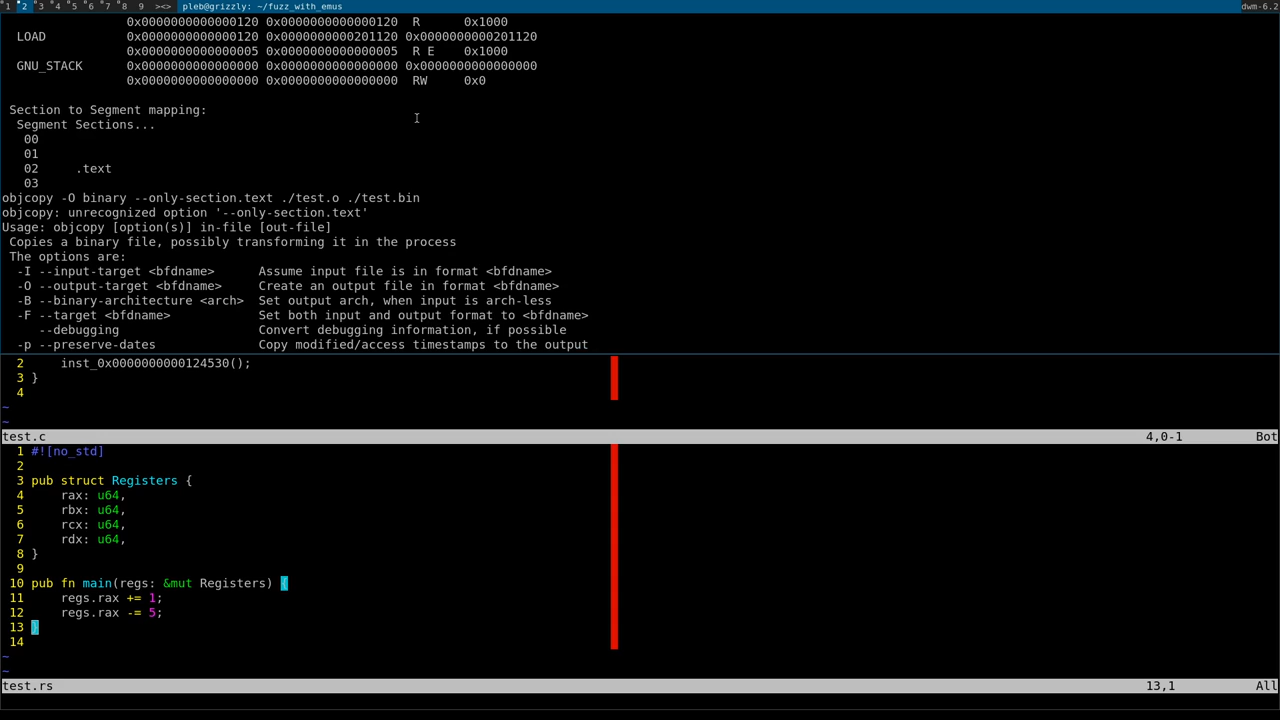 1 2 3 4 5 6 7 8 9 ><> pleb@grizzly: ~/fuzz_with_emus dwm-6.2
0x0000000000000120 0x0000000000000120  R      0x1000
LOAD           0x0000000000000120 0x0000000000201120 0x0000000000201120
0x0000000000000005 0x0000000000000005  R E    0x1000
GNU_STACK      0x0000000000000000 0x0000000000000000 0x0000000000000000
0x0000000000000000 0x0000000000000000  RW     0x0
Section to Segment mapping:
Segment Sections...
00
01
02     .text
03
objcopy -O binary --only-section.text ./test.o ./test.bin
objcopy: unrecognized option '--only-section.text'
Usage: objcopy [option(s)] in-file [out-file]
Copies a binary file, possibly transforming it in the process
The options are:
-I --input-target <bfdname>      Assume input file is in format <bfdname>
-O --output-target <bfdname>     Create an output file in format <bfdname>
-B --binary-architecture <arch>  Set output arch, when input is arch-less
-F --target <bfdname>            Set both input and output format to <bfdname>
--debugging                   Convert debugging information, if possible
-p --preserve-dates              Copy modified/access timestamps to the output
2     inst_0x0000000000124530();
3 }
4
~
~
test.c 4,0-1 Bot
1 #![no_std]
2
3 pub struct Registers {
4     rax: u64,
5     rbx: u64,
6     rcx: u64,
7     rdx: u64,
8 }
9
10 pub fn main(regs: &mut Registers) {
11     regs.rax += 1;
12     regs.rax -= 5;
13 }
14
~
~
test.rs 13,1 All